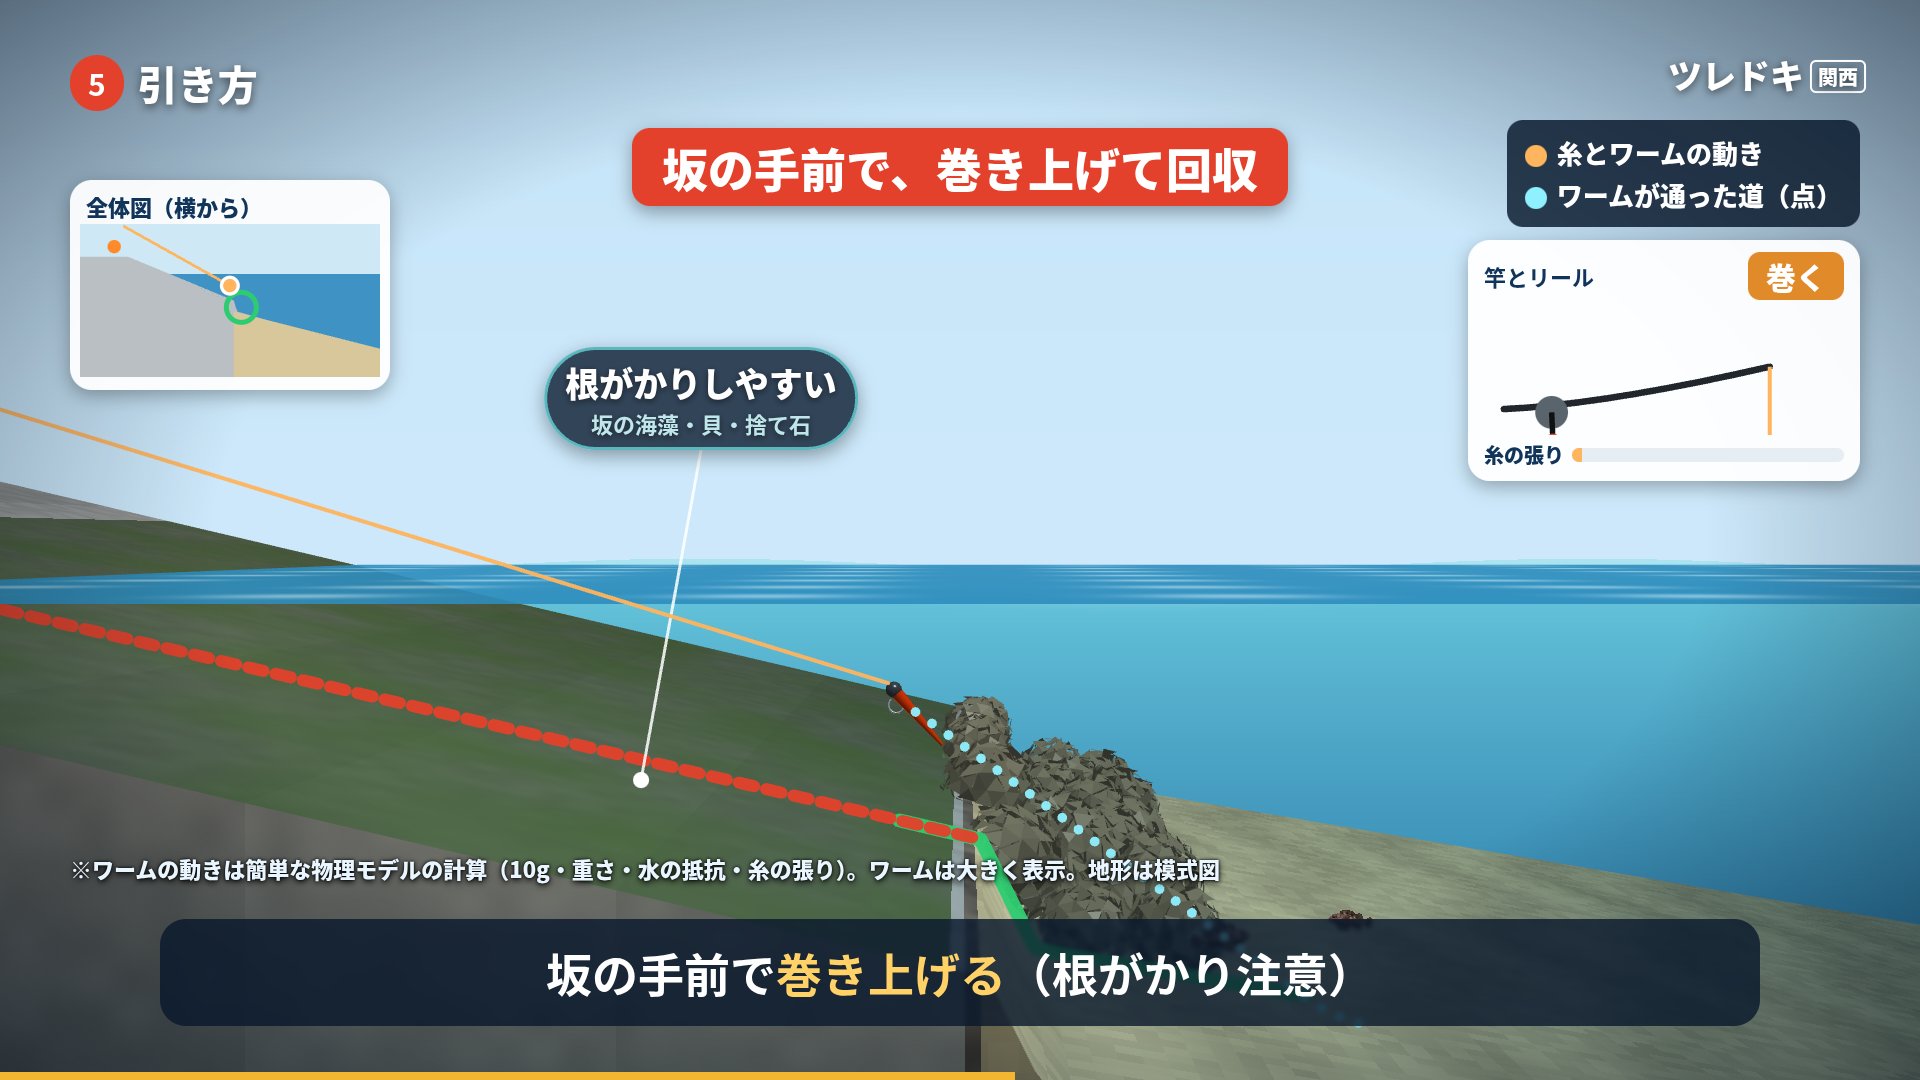 5 引き方
ツレドキ 関西
坂の手前で、巻き上げて回収
糸とワームの動き
ワームが通った道（点）
全体図（横から）
竿とリール
巻く
糸の張り
根がかりしやすい
坂の海藻・貝・捨て石
※ワームの動きは簡単な物理モデルの計算（10g・重さ・水の抵抗・糸の張り）。ワームは大きく表示。地形は模式図
坂の手前で巻き上げる（根がかり注意）